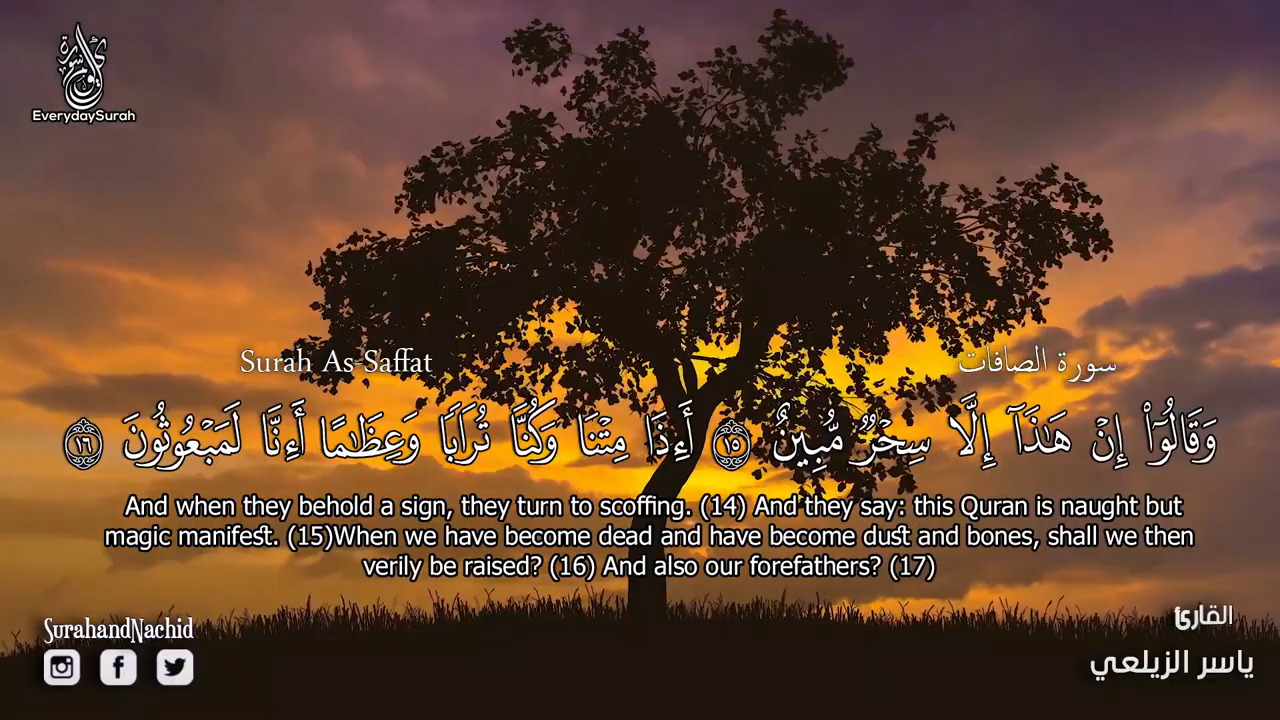 EverydaySurah
Surah As-Saffat
سورة الصافات
وَقَالُوٓا۟ إِنْ هَـٰذَآ إِلَّا سِحْرٌ مُّبِينٌ ١٥ أَءِذَا مِتْنَا وَكُنَّا تُرَابًا وَعِظَـٰمًا أَءِنَّا لَمَبْعُوثُونَ ١٦
And when they behold a sign, they turn to scoffing. (14) And they say: this Quran is naught but
magic manifest. (15)When we have become dead and have become dust and bones, shall we then
verily be raised? (16) And also our forefathers? (17)
SurahandNachid
القارئ
ياسر الزيلعي